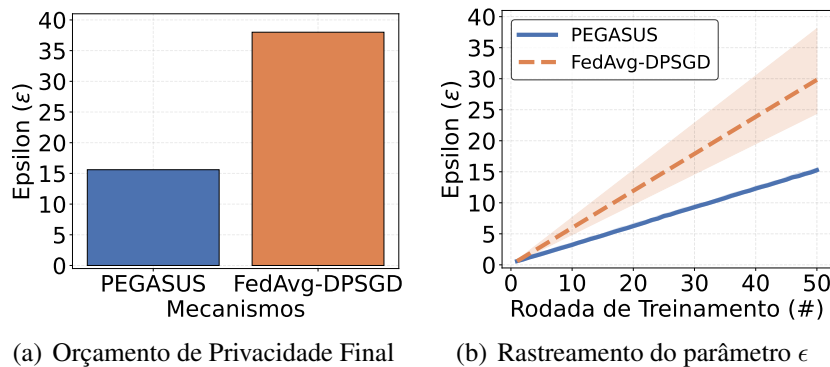 40
35
30
25
20
15
10
5
0
Epsilon (ε)
PEGASUS FedAvg-DPSGD
Mecanismos
(a) Orçamento de Privacidade Final
40
35
30
25
20
15
10
5
0
Epsilon (ε)
PEGASUS
FedAvg-DPSGD
0 10 20 30 40 50
Rodada de Treinamento (#)
(b) Rastreamento do parâmetro ϵ